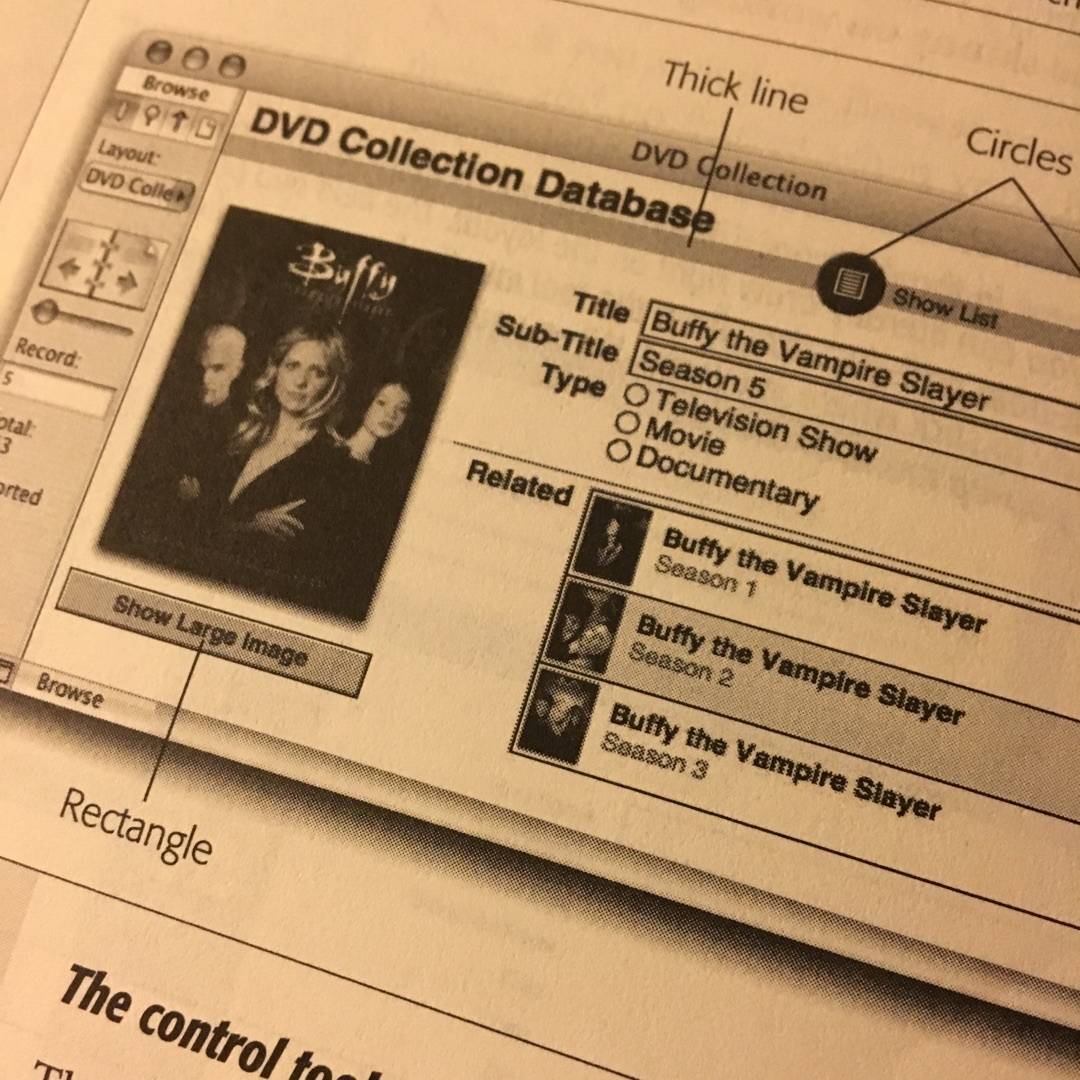 Thick line
Circles
Browse
DVD Collection
Layout:
DVD Colle
DVD Collection Database
Show List
Buffy
Record:
5
otal:
3
orted
Title Buffy the Vampire Slayer
Sub-Title Season 5
Type Television Show
Movie
Documentary
Related
Buffy the Vampire Slayer
Season 1
Buffy the Vampire Slayer
Season 2
Buffy the Vampire Slayer
Season 3
Show Large Image
Browse
Rectangle
The control